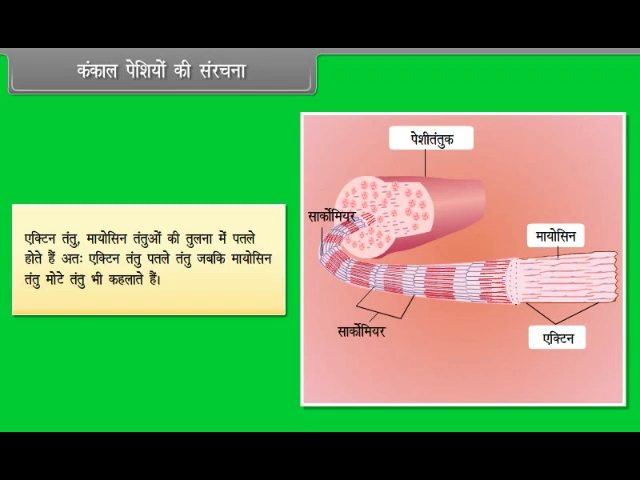 कंकाल पेशियों की संरचना
एक्टिन तंतु, मायोसिन तंतुओं की तुलना में पतले
होते हैं अतः एक्टिन तंतु पतले तंतु जबकि मायोसिन
तंतु मोटे तंतु भी कहलाते हैं।
पेशीतंतुक
सार्कोमियर
मायोसिन
सार्कोमियर
एक्टिन